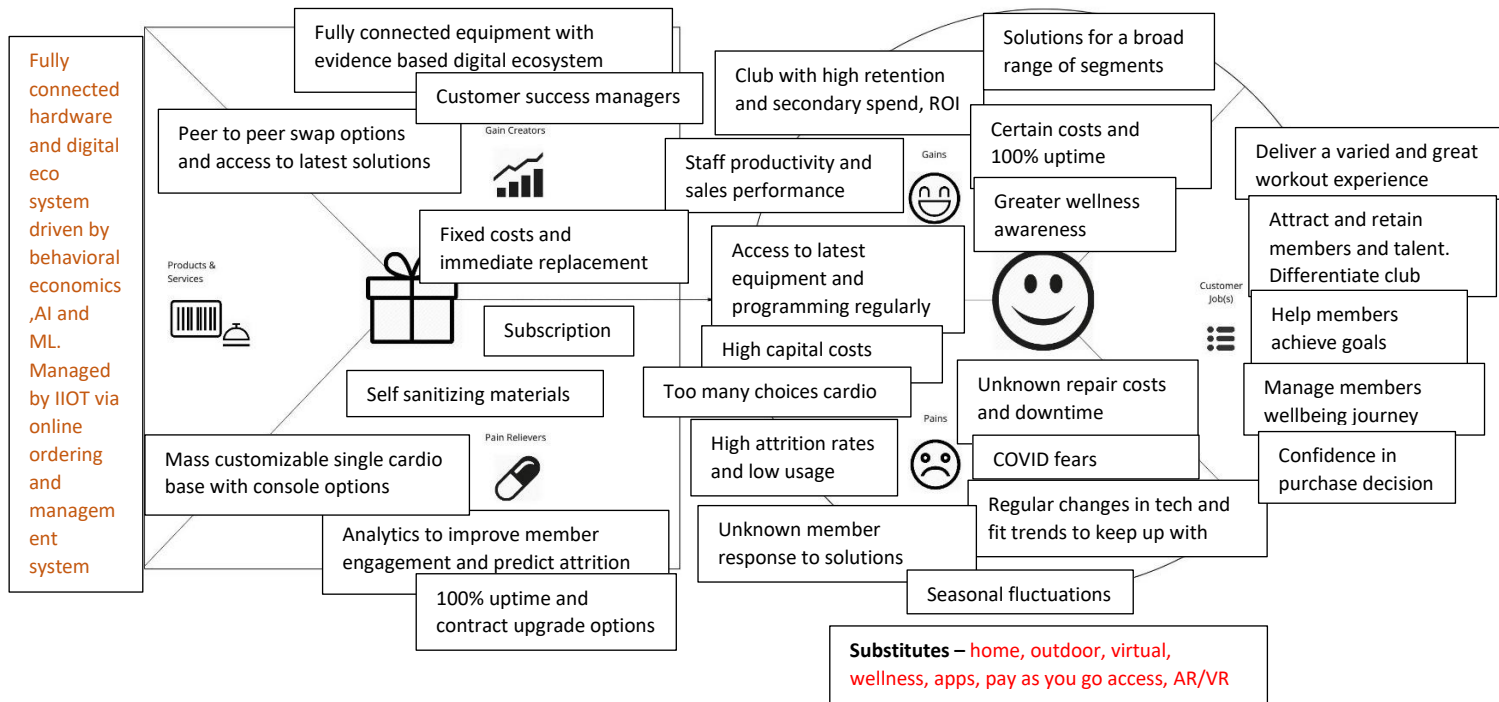 Fully
connected
hardware
and digital
eco
system
driven by
behavioral
economics
,AI and
ML.
Managed
by IIOT via
online
ordering
and
managem
ent
system
Fully connected equipment with
evidence based digital ecosystem
Customer success managers
Peer to peer swap options
and access to latest solutions
Gain Creators
Fixed costs and
immediate replacement
Products &
Services
Subscription
Self sanitizing materials
Pain Relievers
Mass customizable single cardio
base with console options
Analytics to improve member
engagement and predict attrition
100% uptime and
contract upgrade options
Solutions for a broad
range of segments
Club with high retention
and secondary spend, ROI
Certain costs and
100% uptime
Staff productivity and
sales performance
Gains
Greater wellness
awareness
Access to latest
equipment and
programming regularly
High capital costs
Too many choices cardio
Unknown repair costs
and downtime
Pains
High attrition rates
and low usage
COVID fears
Regular changes in tech and
fit trends to keep up with
Unknown member
response to solutions
Seasonal fluctuations
Deliver a varied and great
workout experience
Attract and retain
members and talent.
Differentiate club
Customer
Job(s)
Help members
achieve goals
Manage members
wellbeing journey
Confidence in
purchase decision
Substitutes – home, outdoor, virtual,
wellness, apps, pay as you go access, AR/VR